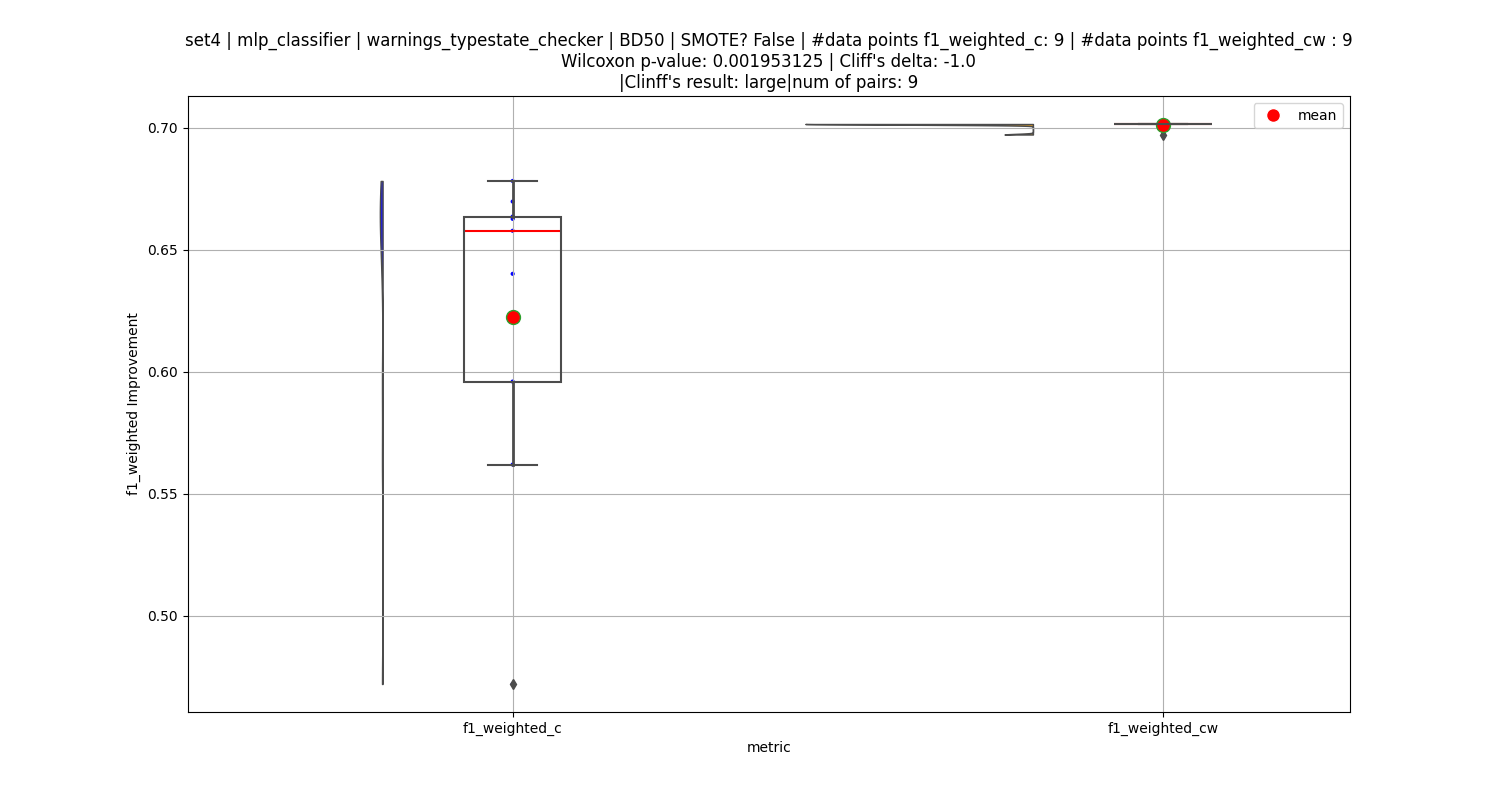 set4 | mlp_classifier | warnings_typestate_checker | BD50 | SMOTE? False | #data points f1_weighted_c: 9 | #data points f1_weighted_cw : 9
Wilcoxon p-value: 0.001953125 | Cliff's delta: -1.0
|Clinff's result: large|num of pairs: 9
mean
0.70
0.65
0.60
0.55
0.50
f1_weighted Improvement
f1_weighted_c
f1_weighted_cw
metric